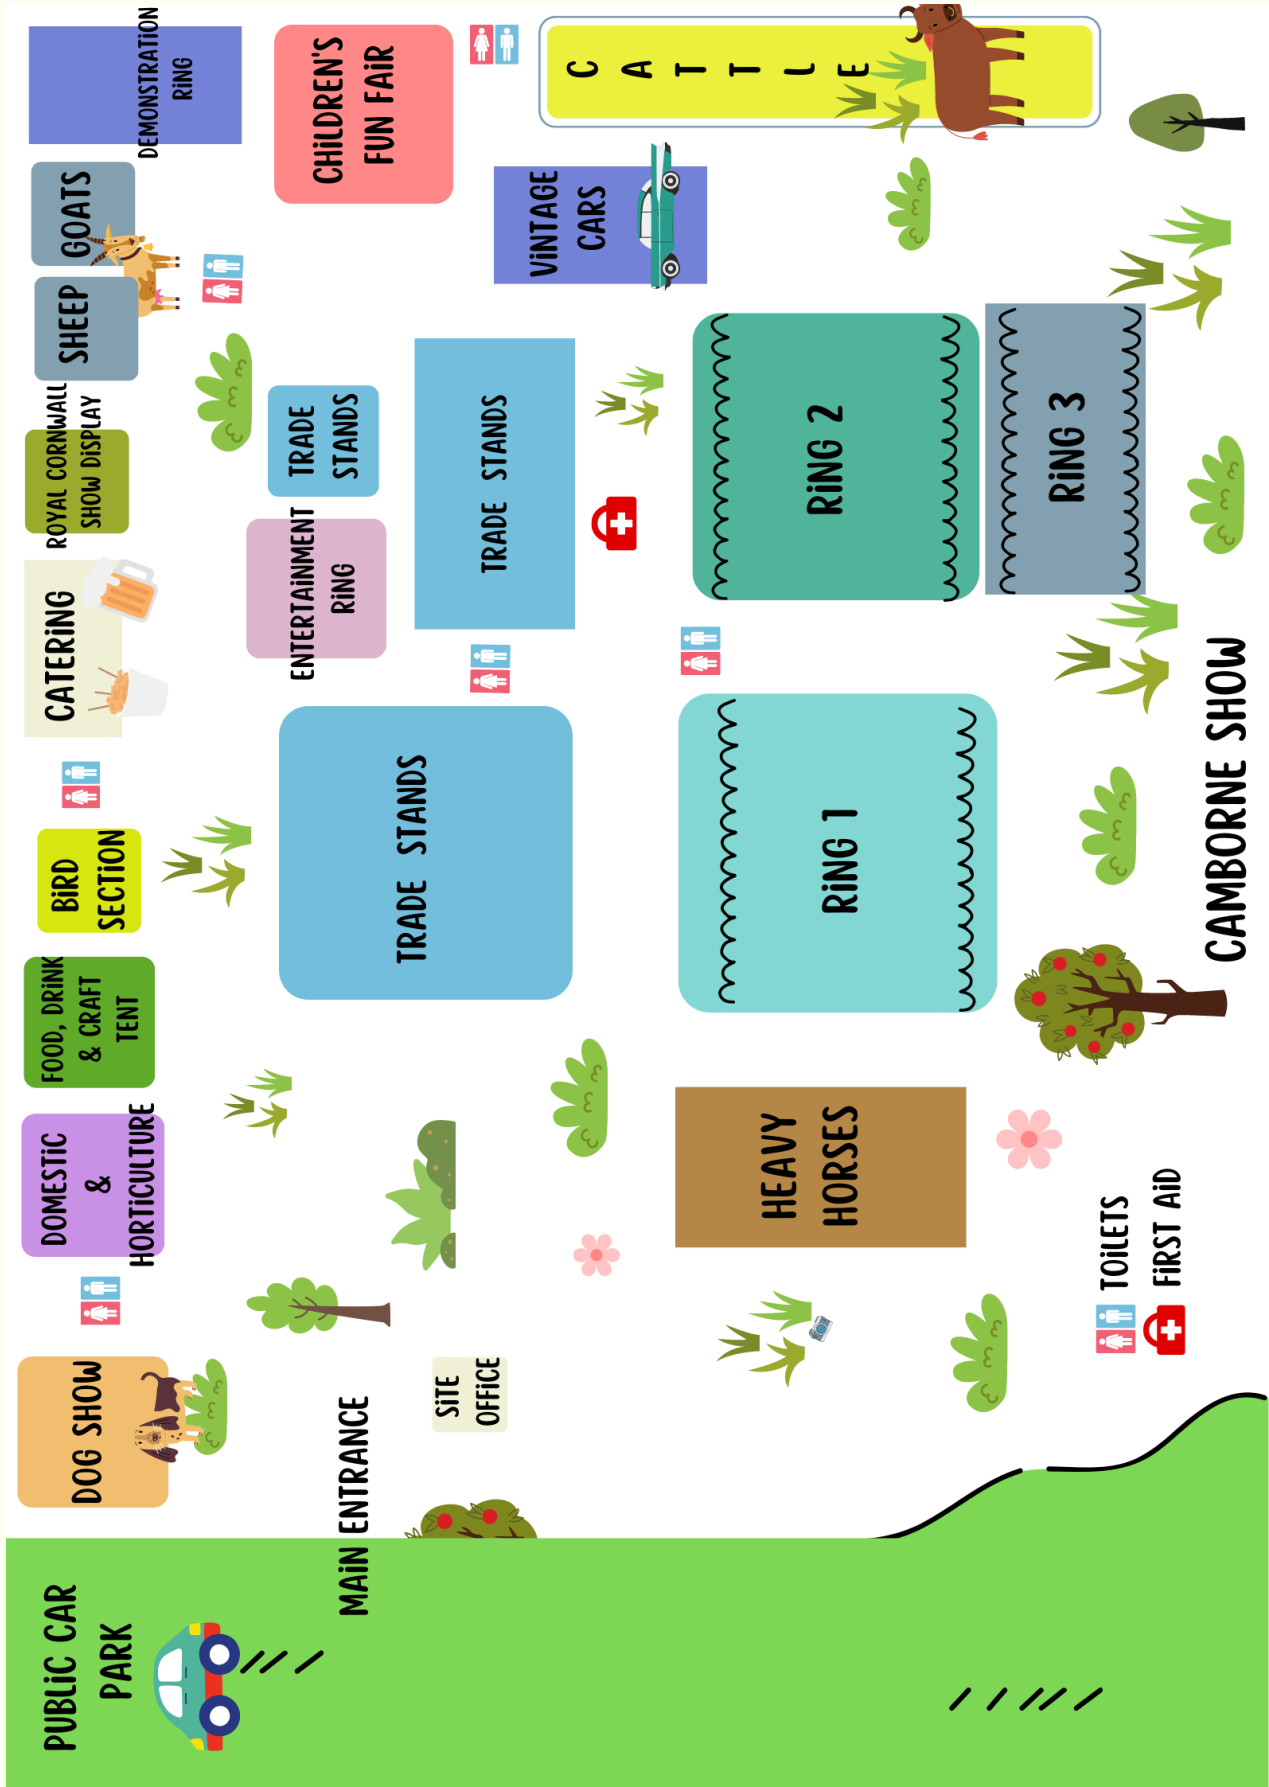 PUBLIC CAR
PARK
MAIN ENTRANCE
DOG SHOW
SITE
OFFICE
DOMESTIC
&
HORTICULTURE
FOOD, DRINK
& CRAFT
TENT
BIRD
SECTION
CATERING
ROYAL CORNWALL
SHOW DISPLAY
SHEEP
GOATS
DEMONSTRATION
RING
CHILDREN'S
FUN FAIR
TRADE
STANDS
ENTERTAINMENT
RING
TRADE STANDS
TRADE STANDS
CATTLE
VINTAGE
CARS
RING 2
RING 3
RING 1
HEAVY
HORSES
TOILETS
FIRST AID
CAMBORNE SHOW